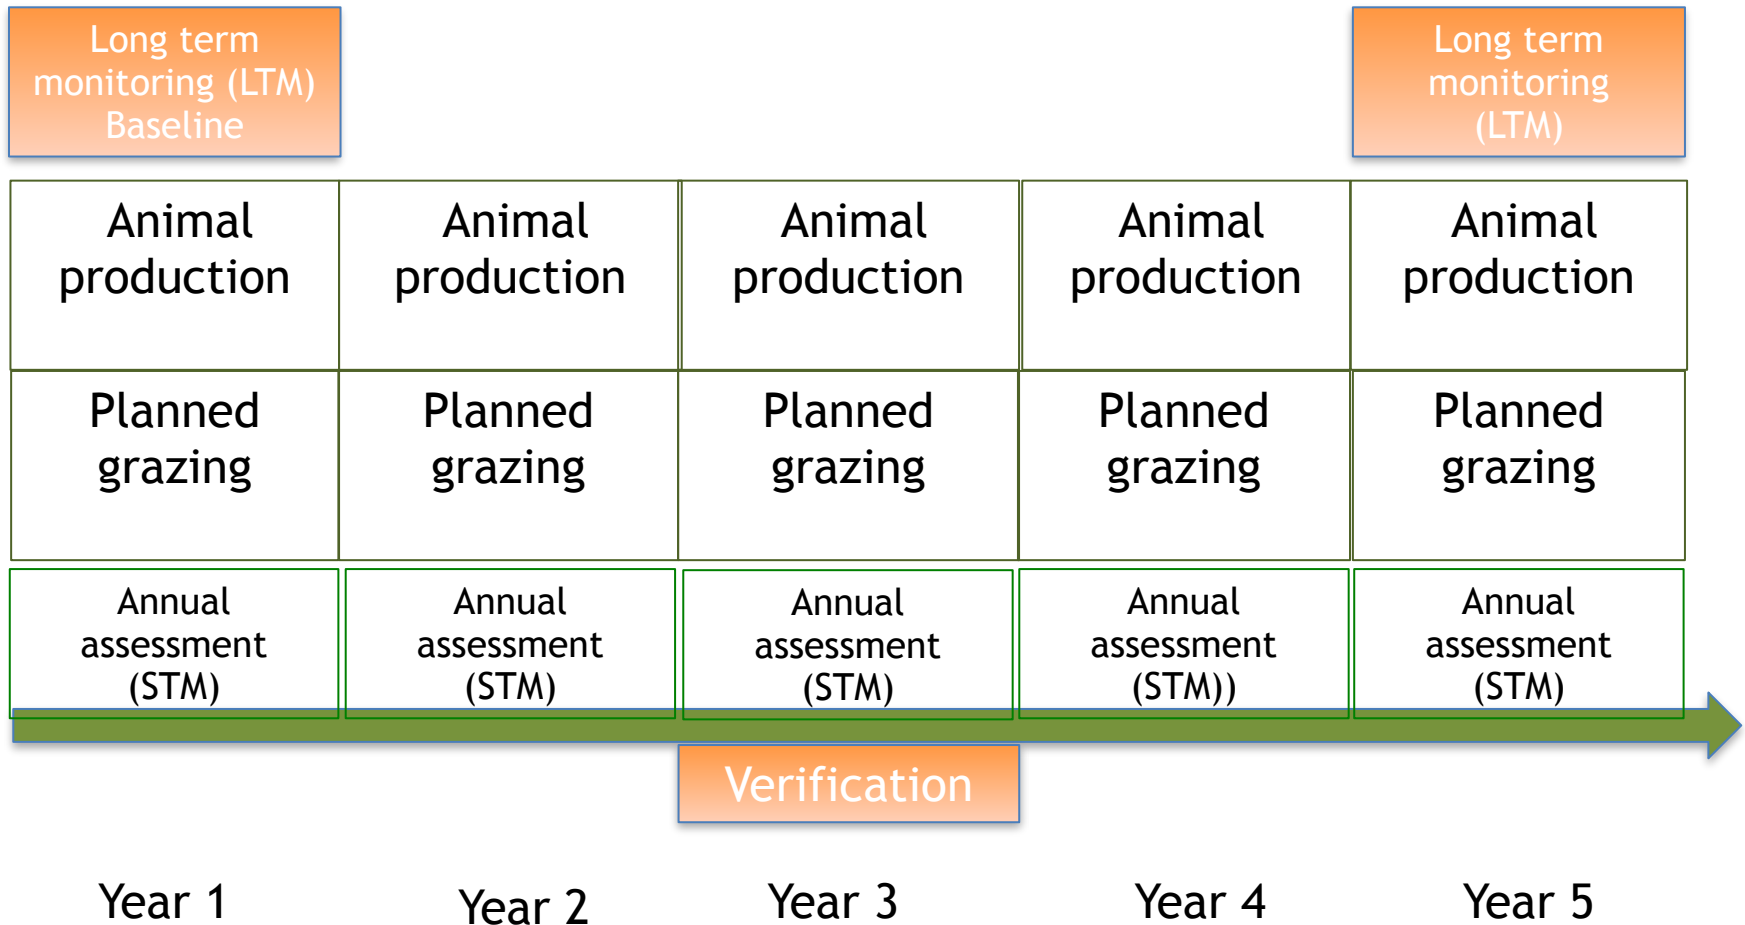 Long term
monitoring (LTM)
Baseline
Long term
monitoring
(LTM)
Animal
production
Animal
production
Animal
production
Animal
production
Animal
production
Planned
grazing
Planned
grazing
Planned
grazing
Planned
grazing
Planned
grazing
Annual
assessment
(STM)
Annual
assessment
(STM)
Annual
assessment
(STM)
Annual
assessment
(STM))
Annual
assessment
(STM)
Verification
Year 1
Year 2
Year 3
Year 4
Year 5